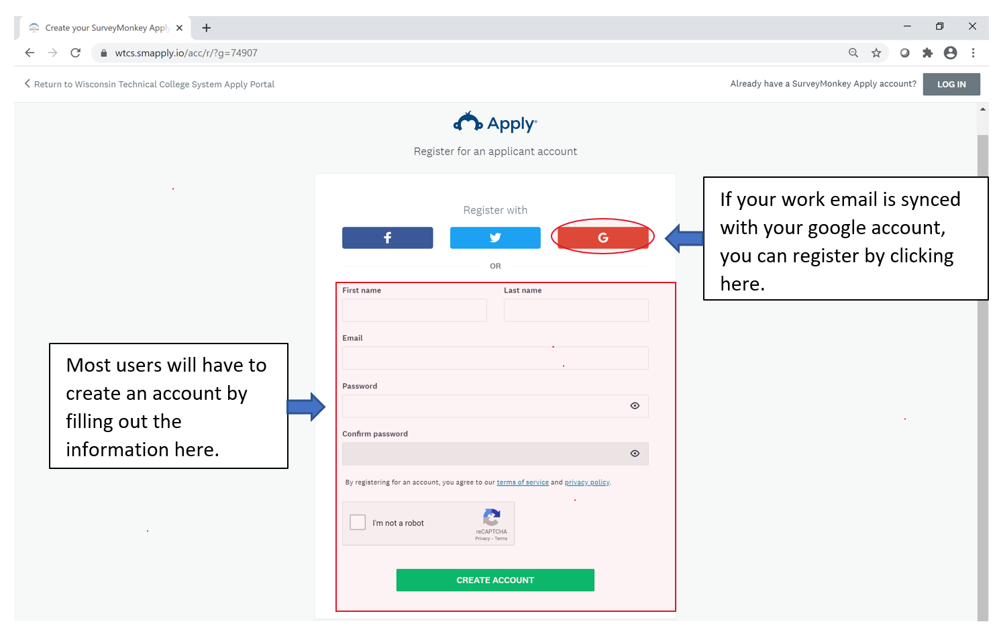 Create your SurveyMonkey Appl
wtcs.smapply.io/acc/r/?g=74907
Return to Wisconsin Technical College System Apply Portal
Already have a SurveyMonkey Apply account?
LOG IN
Apply
Register for an applicant account
Register with
f
G
OR
If your work email is synced
with your google account,
you can register by clicking
here.
First name
Last name
Email
Most users will have to
create an account by
filling out the
information here.
Password
Confirm password
By registering for an account, you agree to our terms of service and privacy policy.
I'm not a robot
reCAPTCHA
Privacy - Terms
CREATE ACCOUNT